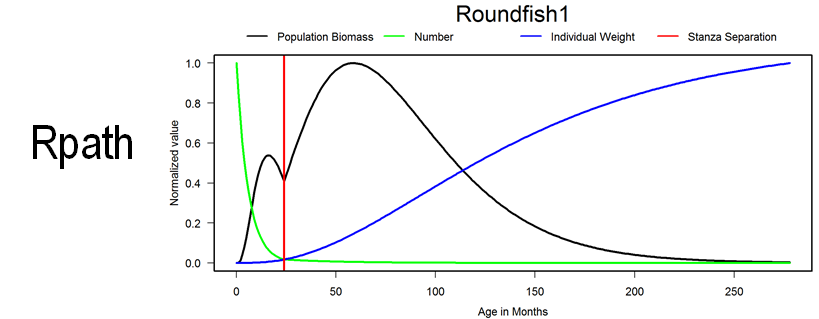 Roundfish1
Population Biomass Number Individual Weight Stanza Separation
Rpath
Normalized value
1.0
0.8
0.6
0.4
0.2
0.0
0 50 100 150 200 250
Age in Months